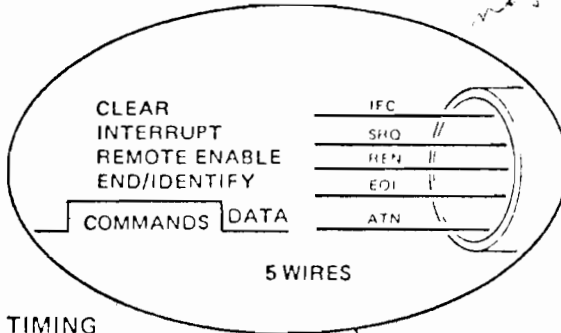 CLEAR IFC
INTERRUPT SRQ
REMOTE ENABLE REN
END/IDENTIFY EOI
COMMANDS DATA ATN
5 WIRES
TIMING